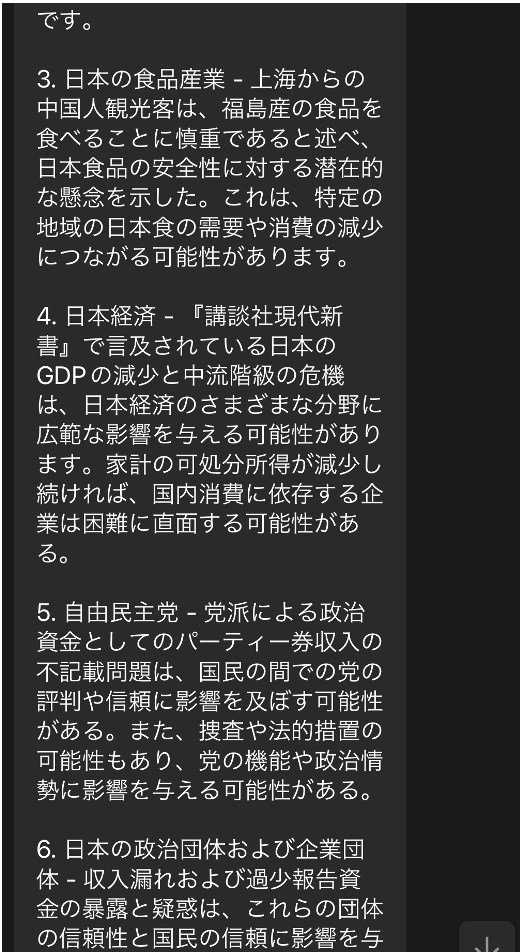 です。
3. 日本の食品産業 - 上海からの
中国人観光客は、福島産の食品を
食べることに慎重であると述べ、
日本食品の安全性に対する潜在的
な懸念を示した。これは、特定の
地域の日本食の需要や消費の減少
につながる可能性があります。
4. 日本経済 - 『講談社現代新
書』で言及されている日本の
GDPの減少と中流階級の危機
は、日本経済のさまざまな分野に
広範な影響を与える可能性があり
ます。家計の可処分所得が減少し
続ければ、国内消費に依存する企
業は困難に直面する可能性があ
る。
5. 自由民主党 - 党派による政治
資金としてのパーティー券収入の
不記載問題は、国民の間での党の
評判や信頼に影響を及ぼす可能性
がある。また、捜査や法的措置の
可能性もあり、党の機能や政治情
勢に影響を与える可能性がある。
6. 日本の政治団体および企業団
体 - 収入漏れおよび過少報告資
金の暴露と疑惑は、これらの団体
の信頼性と国民の信頼に影響を与